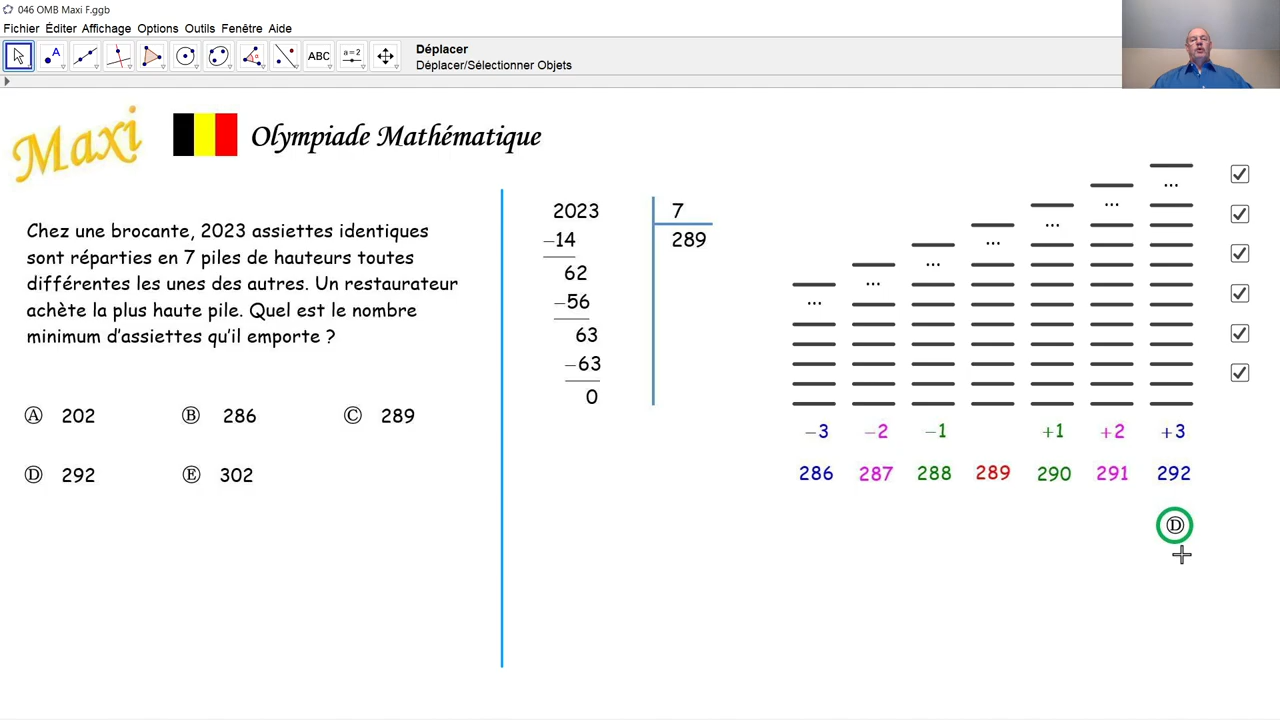 046 OMB Maxi F.ggb
Fichier Éditer Affichage Options Outils Fenêtre Aide
A ABC a=2 Déplacer
Déplacer/Sélectionner Objets
Maxi
Olympiade Mathématique
Chez une brocante, 2023 assiettes identiques
sont réparties en 7 piles de hauteurs toutes
différentes les unes des autres. Un restaurateur
achète la plus haute pile. Quel est le nombre
minimum d'assiettes qu'il emporte ?
Ⓐ 202 Ⓑ 286 Ⓒ 289
Ⓓ 292 Ⓔ 302
2023 7
−14 289
62
−56
63
−63
0
... ... ... ... ... ... ...
−3 −2 −1 +1 +2 +3
286 287 288 289 290 291 292
Ⓓ